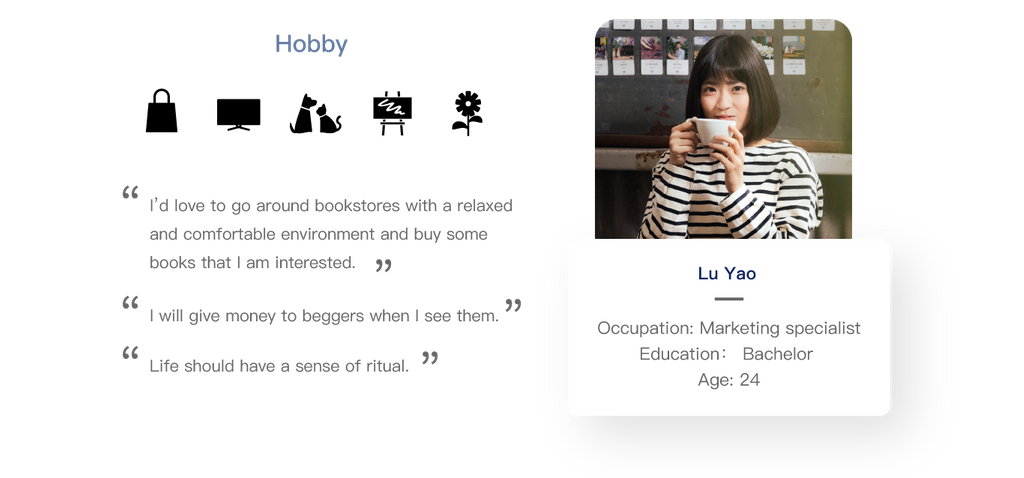 Hobby
“ I’d love to go around bookstores with a relaxed
and comfortable environment and buy some
books that I am interested. ”
“ I will give money to beggers when I see them. ”
“ Life should have a sense of ritual. ”
Lu Yao
Occupation: Marketing specialist
Education： Bachelor
Age: 24